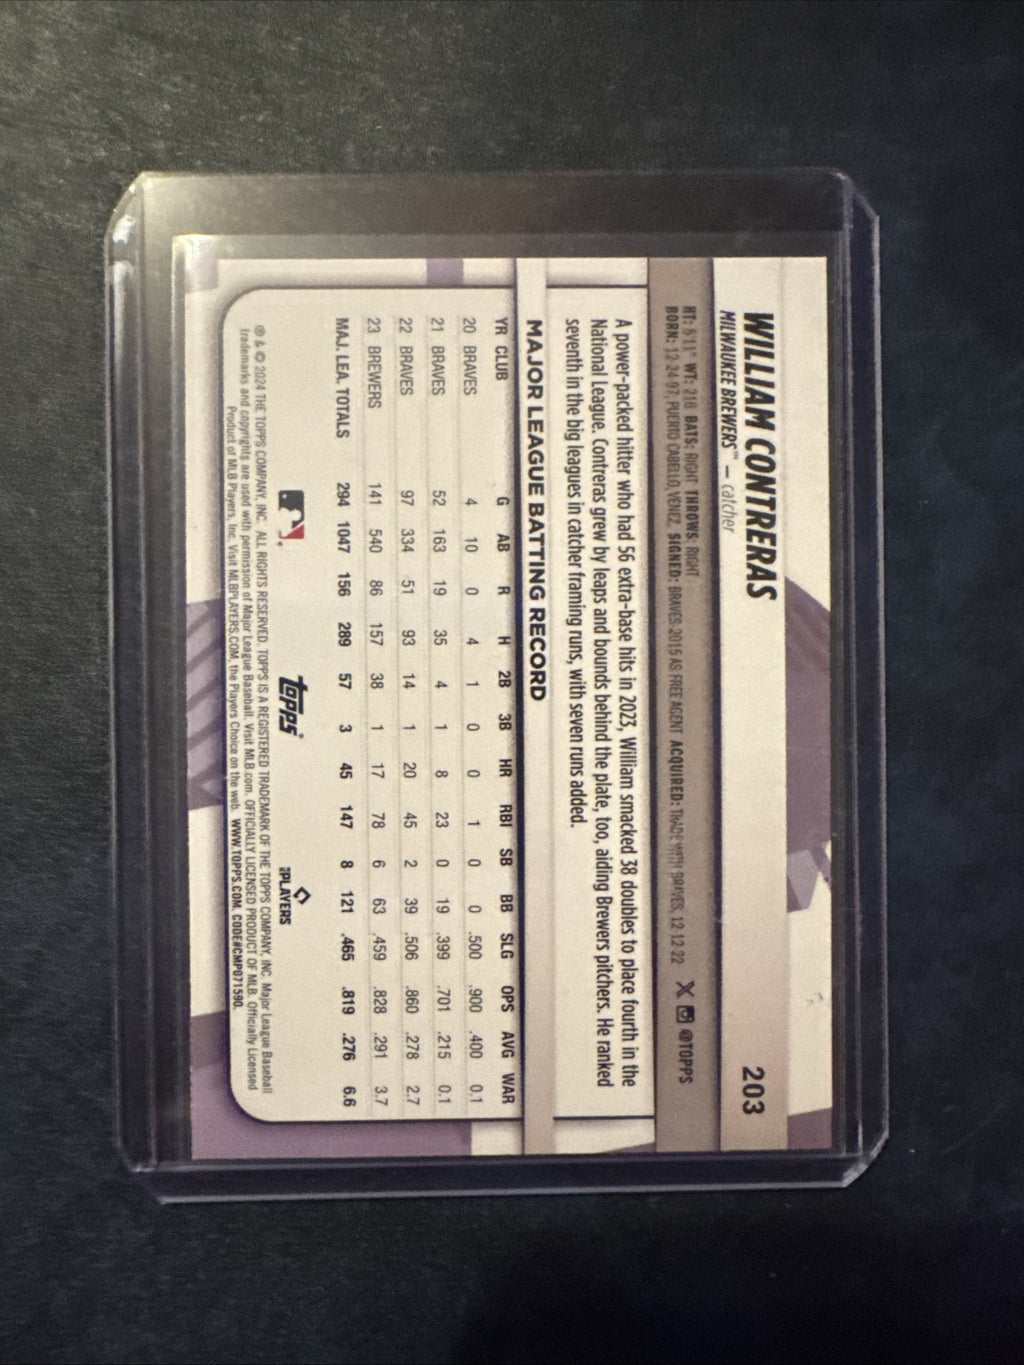 WILLIAM CONTRERAS 203
MILWAUKEE BREWERS™ — catcher
HT: 5'11" WT: 216 BATS: RIGHT THROWS: RIGHT
BORN: 12-24-97, PUERTO CABELLO, VENEZ. SIGNED: BRAVES-2015 AS FREE AGENT ACQUIRED: TRADE WITH BRAVES, 12-12-22 @TOPPS
A power-packed hitter who had 56 extra-base hits in 2023, William smacked 38 doubles to place fourth in the
National League. Contreras grew by leaps and bounds behind the plate, too, aiding Brewers pitchers. He ranked
seventh in the big leagues in catcher framing runs, with seven runs added.
MAJOR LEAGUE BATTING RECORD
YR CLUB G AB R H 2B 3B HR RBI SB BB SLG OPS AVG WAR
20 BRAVES 4 10 0 4 1 0 0 1 0 0 .500 .900 .400 0.1
21 BRAVES 52 163 19 35 4 1 8 23 0 19 .399 .701 .215 0.1
22 BRAVES 97 334 51 93 14 1 20 45 2 39 .506 .860 .278 2.7
23 BREWERS 141 540 86 157 38 1 17 78 6 63 .459 .828 .291 3.7
MAJ. LEA. TOTALS 294 1047 156 289 57 3 45 147 8 121 .465 .819 .276 6.6
topps® MLB PLAYERS
® & © 2024 THE TOPPS COMPANY, INC. ALL RIGHTS RESERVED. TOPPS IS A REGISTERED TRADEMARK OF THE TOPPS COMPANY, INC. Major League Baseball
trademarks and copyrights are used with permission of Major League Baseball. Visit MLB.com. OFFICIALLY LICENSED PRODUCT OF MLB. Officially Licensed
Product of MLB Players, Inc. Visit MLBPLAYERS.COM, the Players Choice on the web. WWW.TOPPS.COM. CODE#CMP071590.